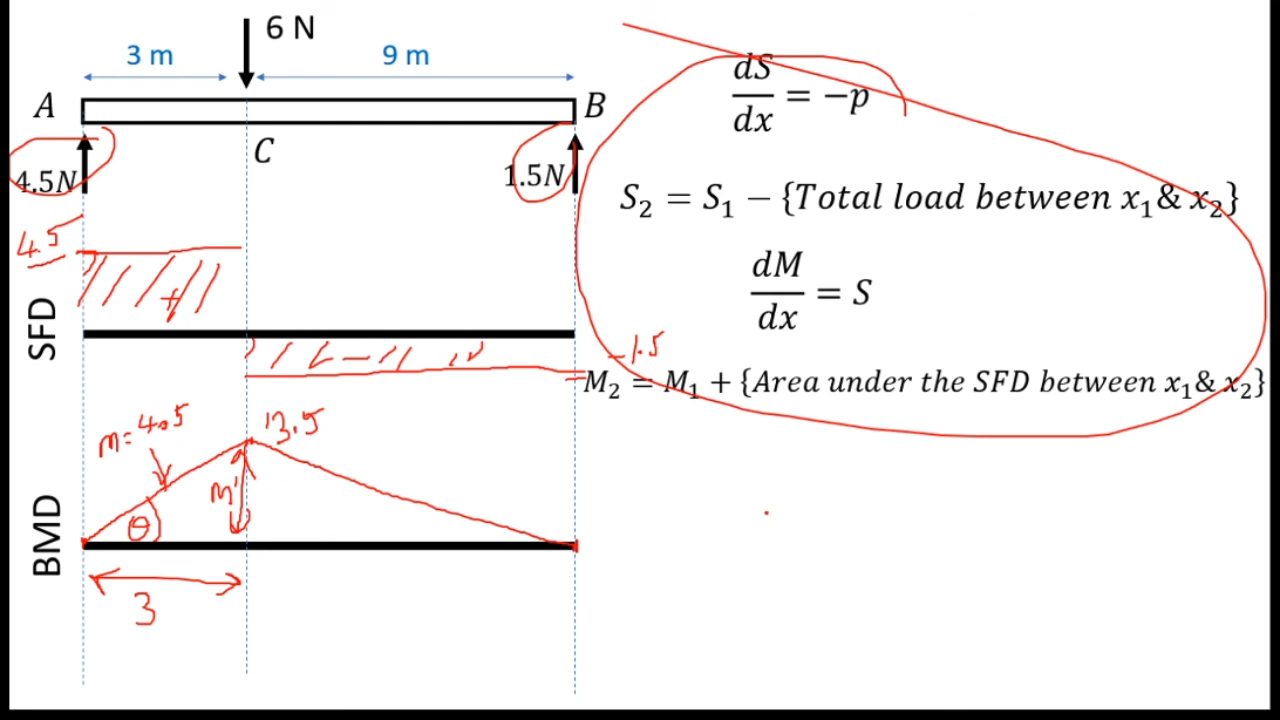 6 N
3 m
9 m
A
B
C
4.5N
1.5N
4.5
+
SFD
-1.5
m=4.5
13.5
M'
θ
BMD
3
dS/dx = −p
S₂ = S₁ − {Total load between x₁& x₂}
dM/dx = S
M₂ = M₁ + {Area under the SFD between x₁& x₂}